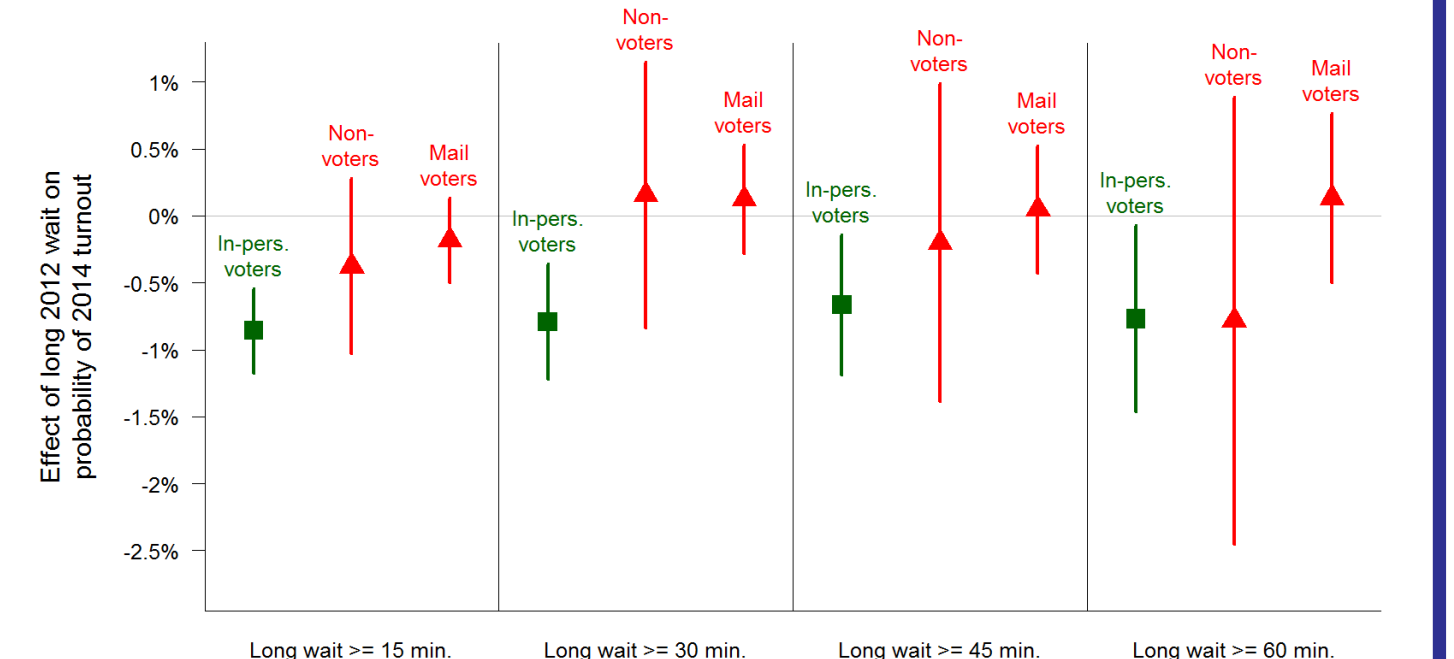 Effect of long 2012 wait on
probability of 2014 turnout
1%
0.5%
0%
-0.5%
-1%
-1.5%
-2%
-2.5%
In-pers.
voters
Non-
voters
Mail
voters
Long wait >= 15 min.
In-pers.
voters
Non-
voters
Mail
voters
Long wait >= 30 min.
In-pers.
voters
Non-
voters
Mail
voters
Long wait >= 45 min.
In-pers.
voters
Non-
voters
Mail
voters
Long wait >= 60 min.